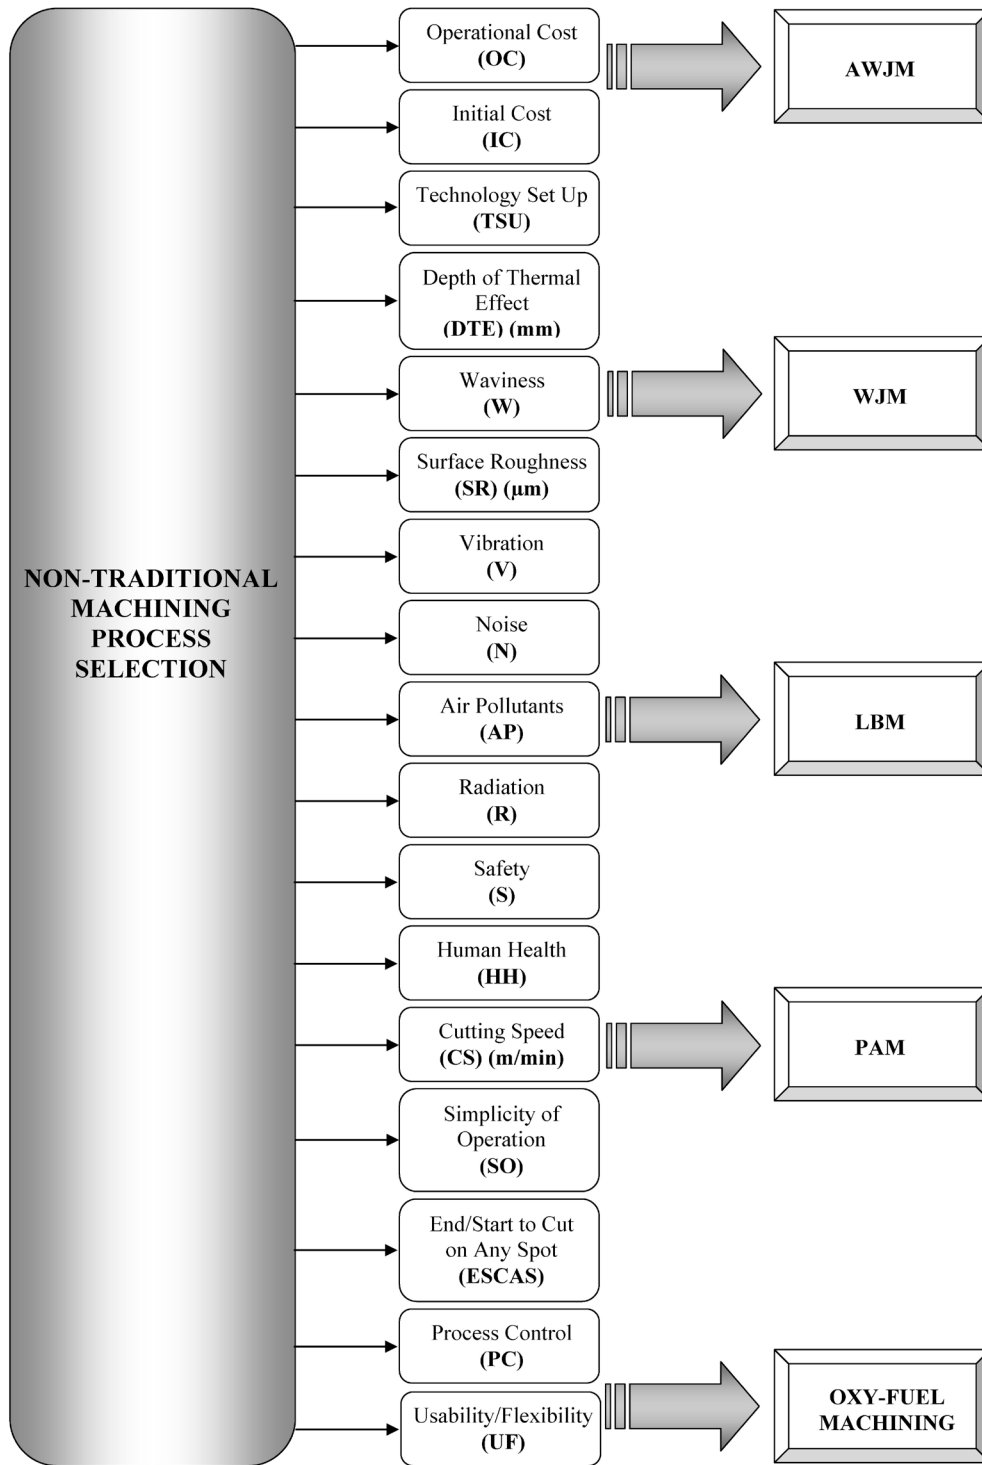 NON-TRADITIONAL
MACHINING
PROCESS
SELECTION
Operational Cost
(OC)
Initial Cost
(IC)
Technology Set Up
(TSU)
Depth of Thermal
Effect
(DTE) (mm)
Waviness
(W)
Surface Roughness
(SR) (µm)
Vibration
(V)
Noise
(N)
Air Pollutants
(AP)
Radiation
(R)
Safety
(S)
Human Health
(HH)
Cutting Speed
(CS) (m/min)
Simplicity of
Operation
(SO)
End/Start to Cut
on Any Spot
(ESCAS)
Process Control
(PC)
Usability/Flexibility
(UF)
AWJM
WJM
LBM
PAM
OXY-FUEL
MACHINING